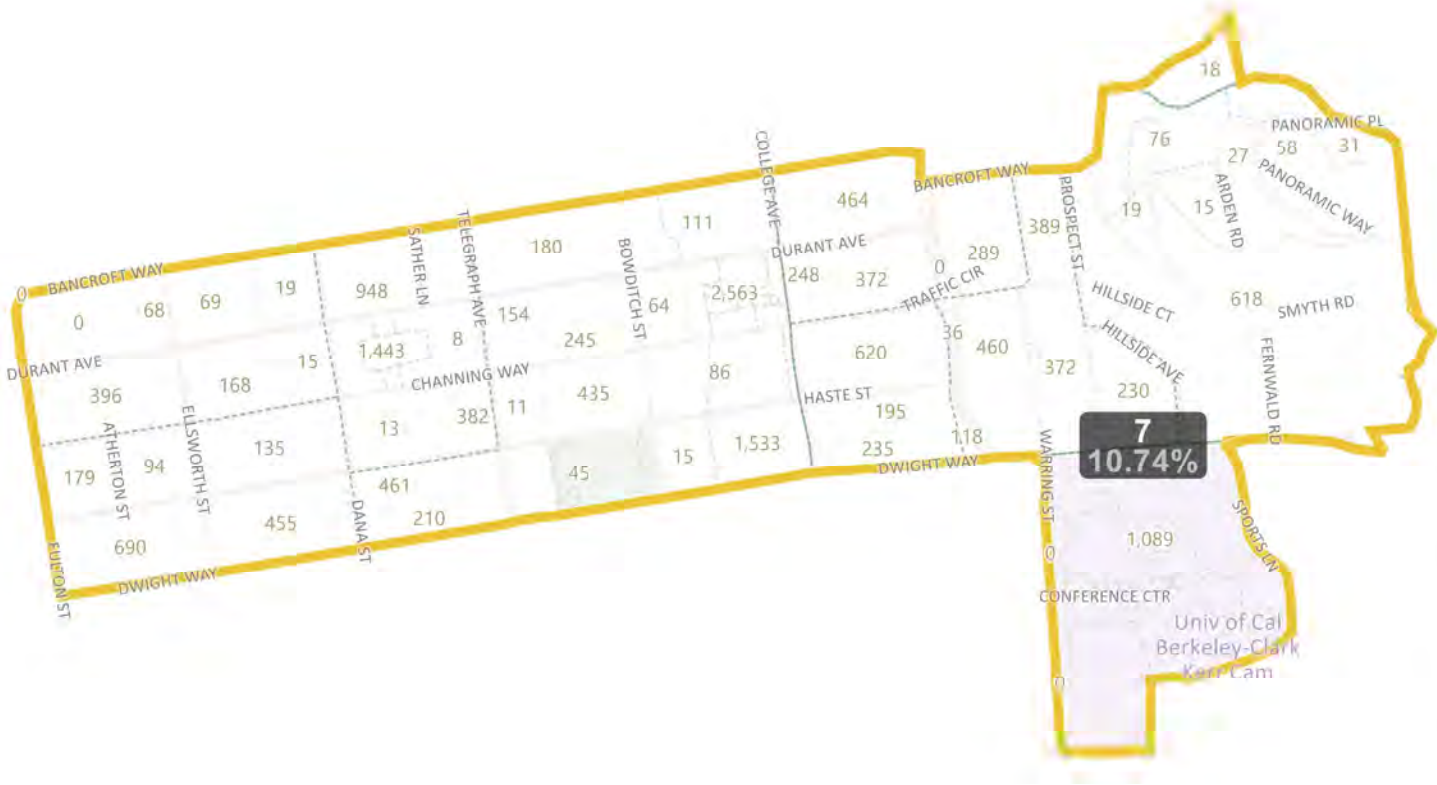 18
PANORAMIC PL
76
27
58
31
COLLEGE AVE
BANCROFT WAY
PROSPECT ST
ARDEN RD
PANORAMIC WAY
464
19
15
TELEGRAPH AVE
SATHER LN
180
BOWDITCH ST
111
DURANT AVE
389
289
0
TRAFFIC CIR
0
BANCROFT WAY
0
68
69
19
948
154
64
2,563
248
372
HILLSIDE CT
618
SMYTH RD
1,443
8
245
36
460
HILLSIDE AVE
FERNWALD RD
DURANT AVE
396
168
15
CHANNING WAY
435
86
620
372
230
ATHERTON ST
ELLSWORTH ST
13
382
11
HASTE ST
195
179
94
135
45
15
1,533
235
118
DWIGHT WAY
WARRING ST
7
10.74%
461
210
690
455
DANA ST
FULTON ST
DWIGHT WAY
1,089
SPORTS LN
0
CONFERENCE CTR
Univ of Cal
Berkeley-Clark
Kerr Cam
0